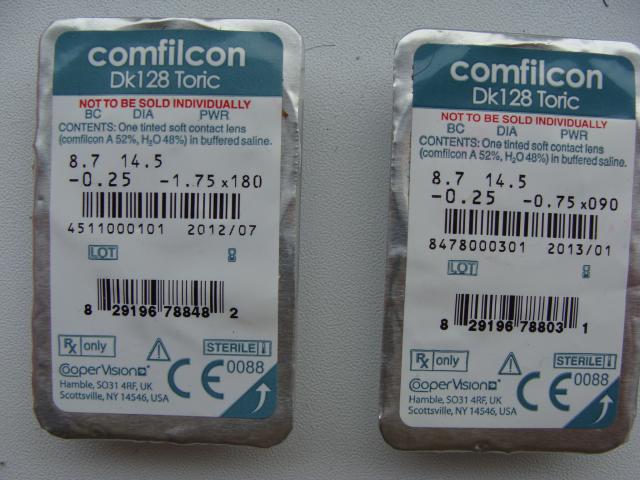 comfilcon
Dk128 Toric
NOT TO BE SOLD INDIVIDUALLY
BC DIA PWR
CONTENTS: One tinted soft contact lens
(comfilcon A 52%, H₂O 48%) in buffered saline.
8.7 14.5
-0.25 -1.75 x 180
4511000101 2012/07
LOT
8 29196 78848 2
Rx only
STERILE
CooperVision
Hamble, SO31 4RF, UK
Scottsville, NY 14546, USA
CE 0088
comfilcon
Dk128 Toric
NOT TO BE SOLD INDIVIDUALLY
BC DIA PWR
CONTENTS: One tinted soft contact lens
(comfilcon A 52%, H₂O 48%) in buffered saline.
8.7 14.5
-0.25 -0.75 x 090
8478000301 2013/01
LOT
8 29196 78803 1
Rx only
STERILE
CooperVision
Hamble, SO31 4RF, UK
Scottsville, NY 14546, USA
CE 0088